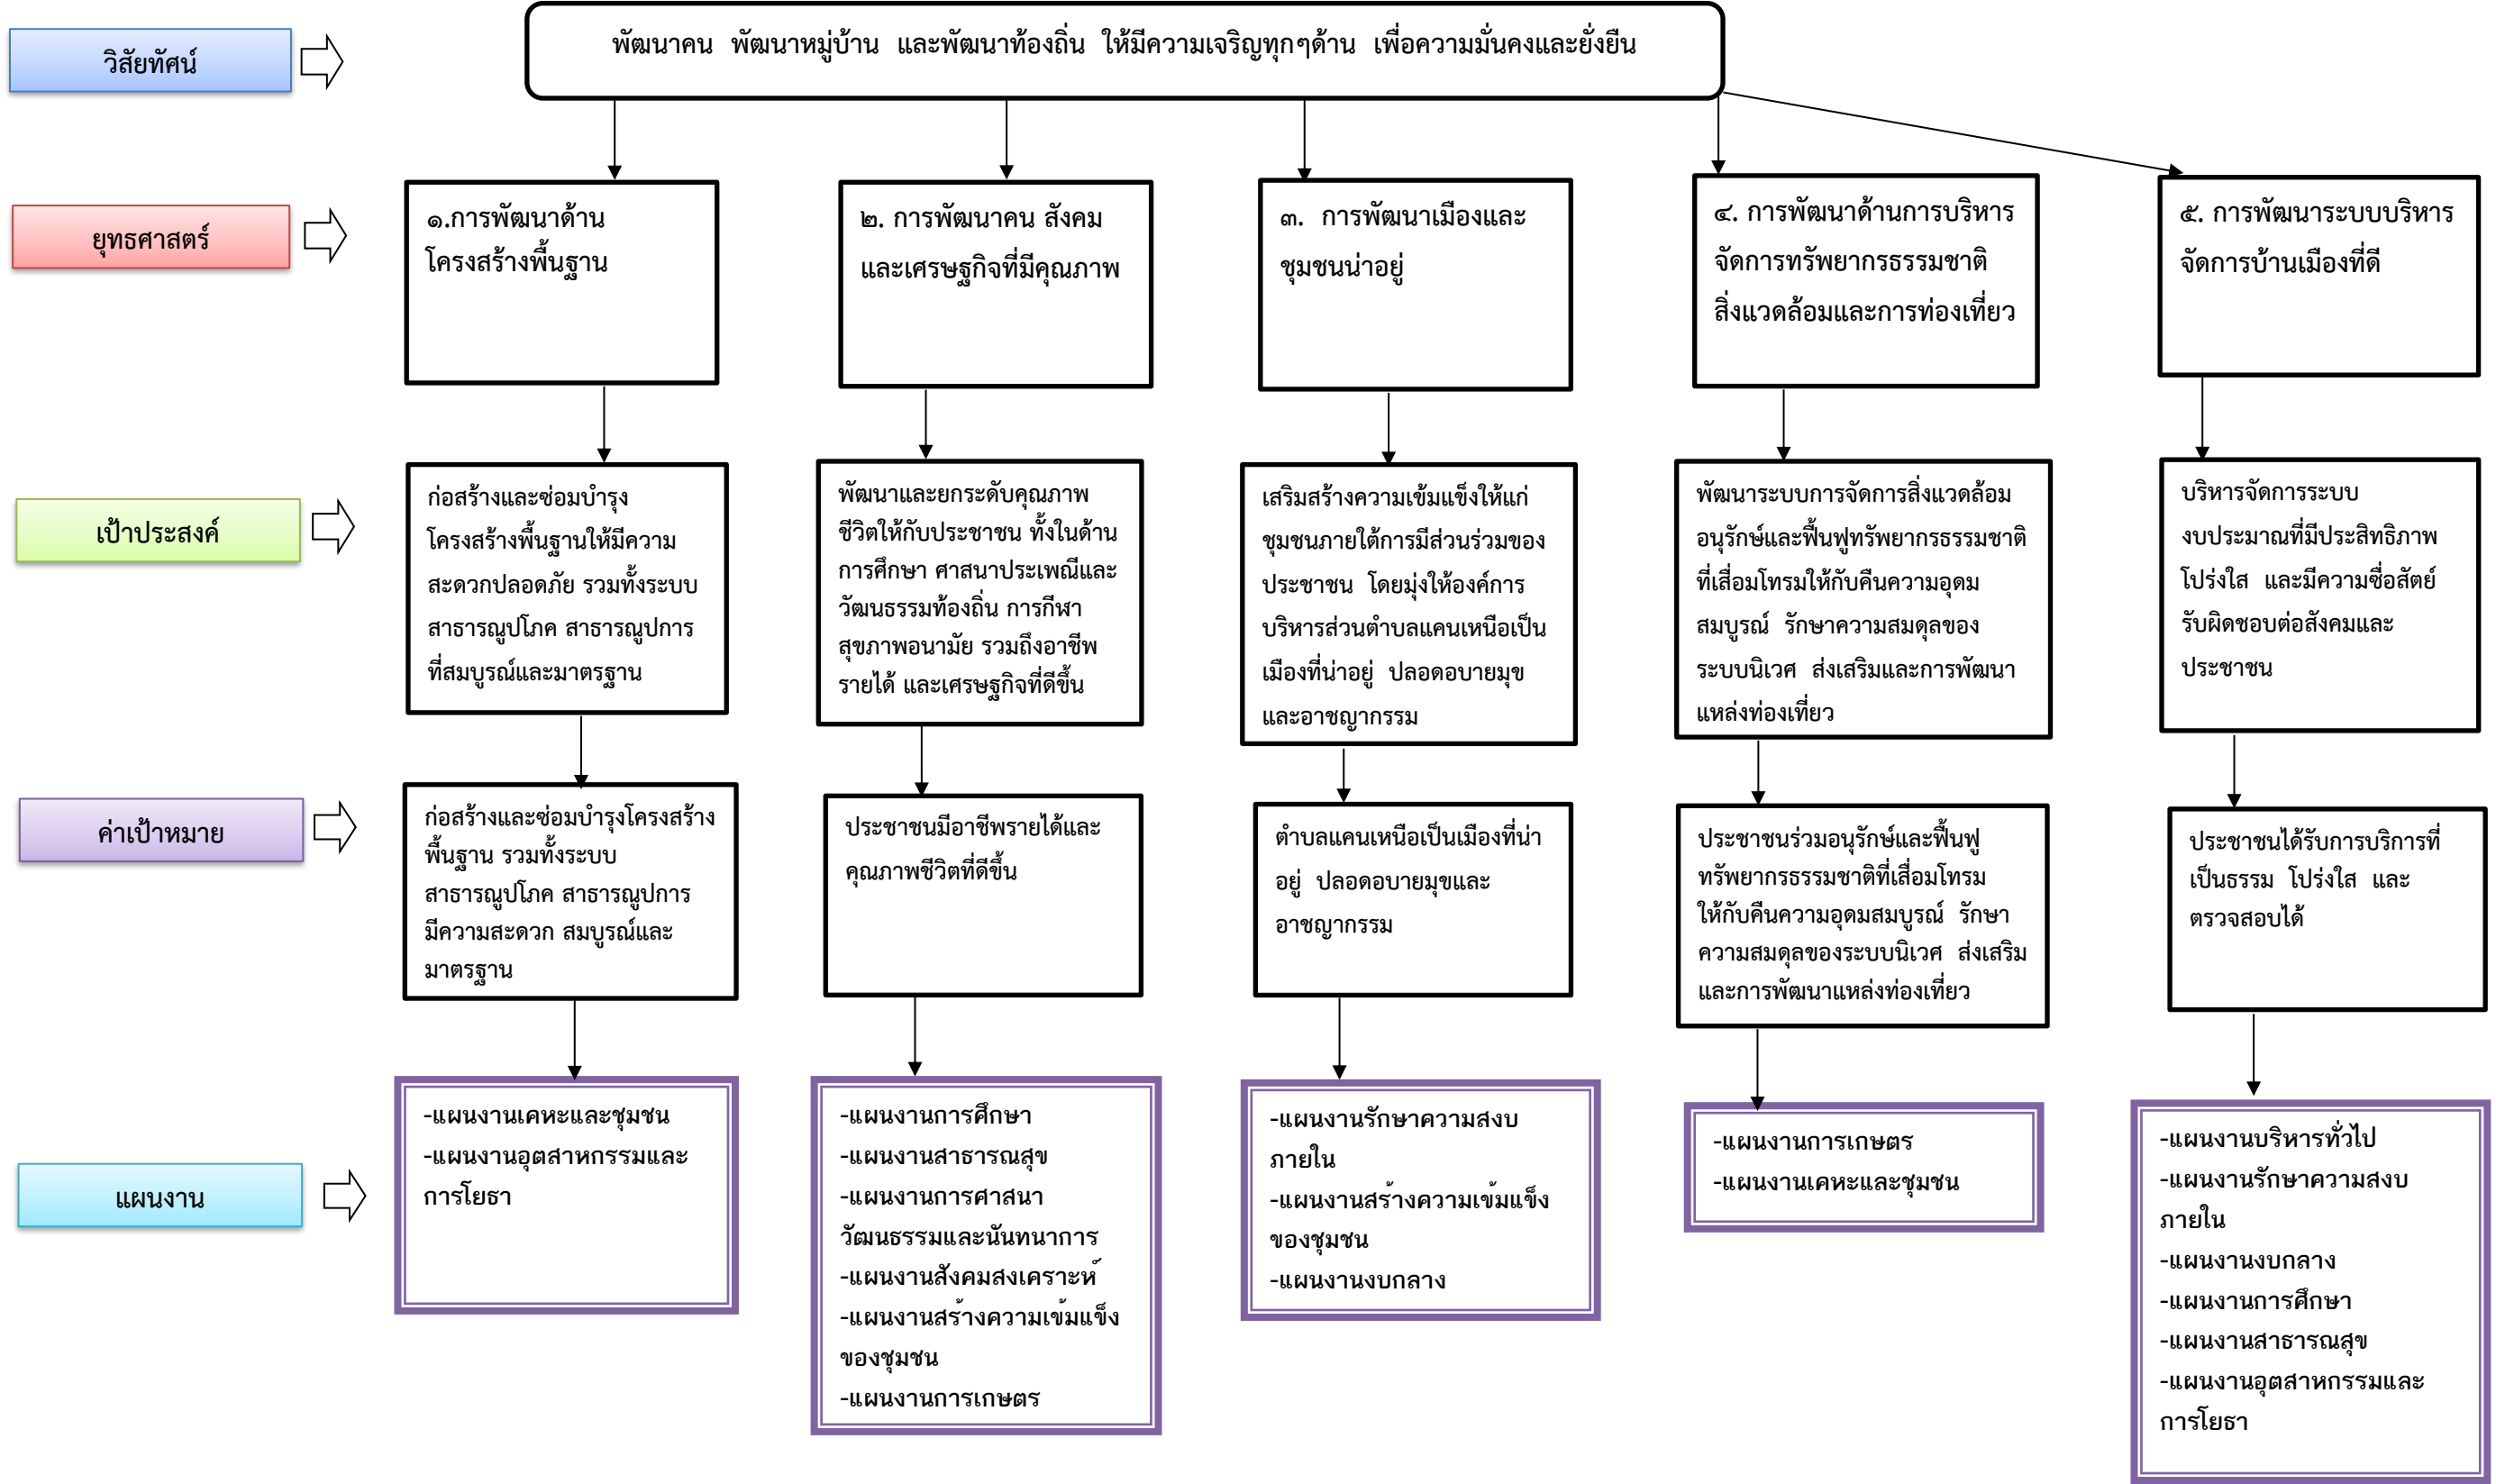 วิสัยทัศน์
พัฒนาคน พัฒนาหมู่บ้าน และพัฒนาท้องถิ่น ให้มีความเจริญทุกๆด้าน เพื่อความมั่นคงและยั่งยืน
ยุทธศาสตร์
๑.การพัฒนาด้าน
โครงสร้างพื้นฐาน
๒. การพัฒนาคน สังคม
และเศรษฐกิจที่มีคุณภาพ
๓. การพัฒนาเมืองและ
ชุมชนน่าอยู่
๔. การพัฒนาด้านการบริหาร
จัดการทรัพยากรธรรมชาติ
สิ่งแวดล้อมและการท่องเที่ยว
๕. การพัฒนาระบบบริหาร
จัดการบ้านเมืองที่ดี
เป้าประสงค์
ก่อสร้างและซ่อมบำรุง
โครงสร้างพื้นฐานให้มีความ
สะดวกปลอดภัย รวมทั้งระบบ
สาธารณูปโภค สาธารณูปการ
ที่สมบูรณ์และมาตรฐาน
พัฒนาและยกระดับคุณภาพ
ชีวิตให้กับประชาชน ทั้งในด้าน
การศึกษา ศาสนาประเพณีและ
วัฒนธรรมท้องถิ่น การกีฬา
สุขภาพอนามัย รวมถึงอาชีพ
รายได้ และเศรษฐกิจที่ดีขึ้น
เสริมสร้างความเข้มแข็งให้แก่
ชุมชนภายใต้การมีส่วนร่วมของ
ประชาชน โดยมุ่งให้องค์การ
บริหารส่วนตำบลแคนเหนือเป็น
เมืองที่น่าอยู่ ปลอดอบายมุข
และอาชญากรรม
พัฒนาระบบการจัดการสิ่งแวดล้อม
อนุรักษ์และฟื้นฟูทรัพยากรธรรมชาติ
ที่เสื่อมโทรมให้กับคืนความอุดม
สมบูรณ์ รักษาความสมดุลของ
ระบบนิเวศ ส่งเสริมและการพัฒนา
แหล่งท่องเที่ยว
บริหารจัดการระบบ
งบประมาณที่มีประสิทธิภาพ
โปร่งใส และมีความซื่อสัตย์
รับผิดชอบต่อสังคมและ
ประชาชน
ค่าเป้าหมาย
ก่อสร้างและซ่อมบำรุงโครงสร้าง
พื้นฐาน รวมทั้งระบบ
สาธารณูปโภค สาธารณูปการ
มีความสะดวก สมบูรณ์และ
มาตรฐาน
ประชาชนมีอาชีพรายได้และ
คุณภาพชีวิตที่ดีขึ้น
ตำบลแคนเหนือเป็นเมืองที่น่า
อยู่ ปลอดอบายมุขและ
อาชญากรรม
ประชาชนร่วมอนุรักษ์และฟื้นฟู
ทรัพยากรธรรมชาติที่เสื่อมโทรม
ให้กับคืนความอุดมสมบูรณ์ รักษา
ความสมดุลของระบบนิเวศ ส่งเสริม
และการพัฒนาแหล่งท่องเที่ยว
ประชาชนได้รับการบริการที่
เป็นธรรม โปร่งใส และ
ตรวจสอบได้
แผนงาน
-แผนงานเคหะและชุมชน
-แผนงานอุตสาหกรรมและ
การโยธา
-แผนงานการศึกษา
-แผนงานสาธารณสุข
-แผนงานการศาสนา
วัฒนธรรมและนันทนาการ
-แผนงานสังคมสงเคราะห์
-แผนงานสร้างความเข้มแข็ง
ของชุมชน
-แผนงานการเกษตร
-แผนงานรักษาความสงบ
ภายใน
-แผนงานสร้างความเข้มแข็ง
ของชุมชน
-แผนงานงบกลาง
-แผนงานการเกษตร
-แผนงานเคหะและชุมชน
-แผนงานบริหารทั่วไป
-แผนงานรักษาความสงบ
ภายใน
-แผนงานงบกลาง
-แผนงานการศึกษา
-แผนงานสาธารณสุข
-แผนงานอุตสาหกรรมและ
การโยธา